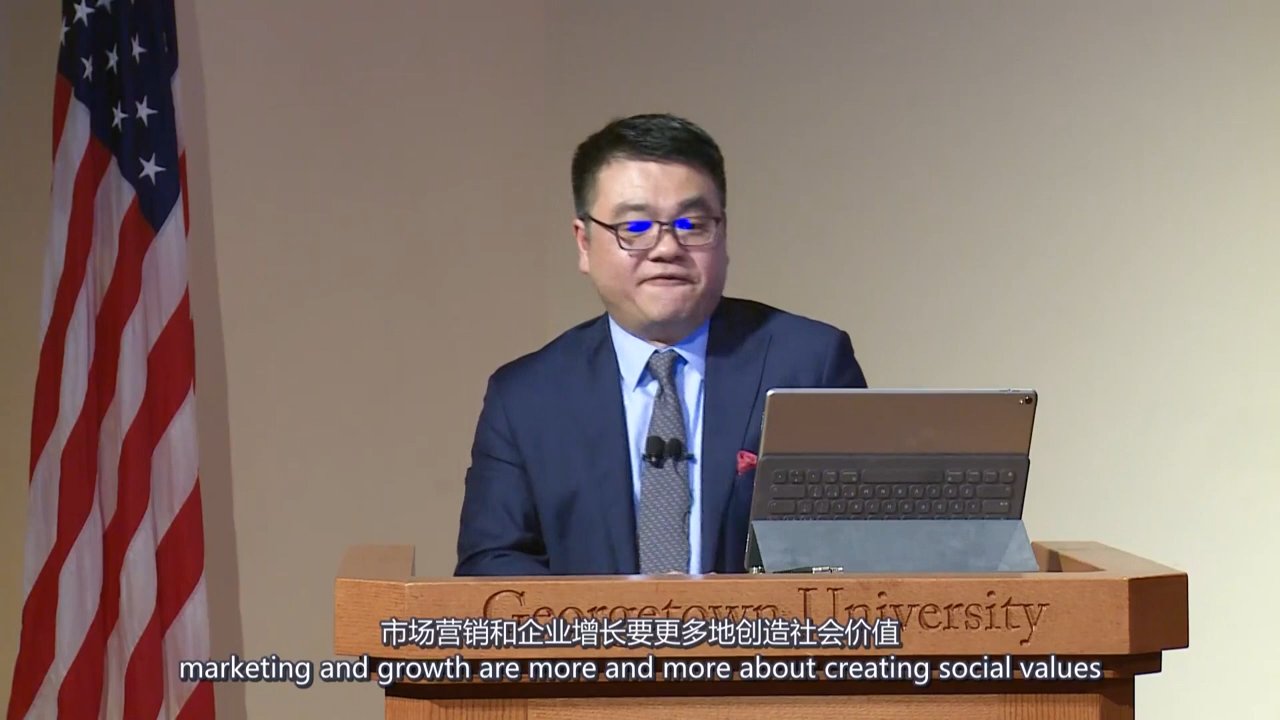 Georgetown University
市场营销和企业增长要更多地创造社会价值
marketing and growth are more and more about creating social values